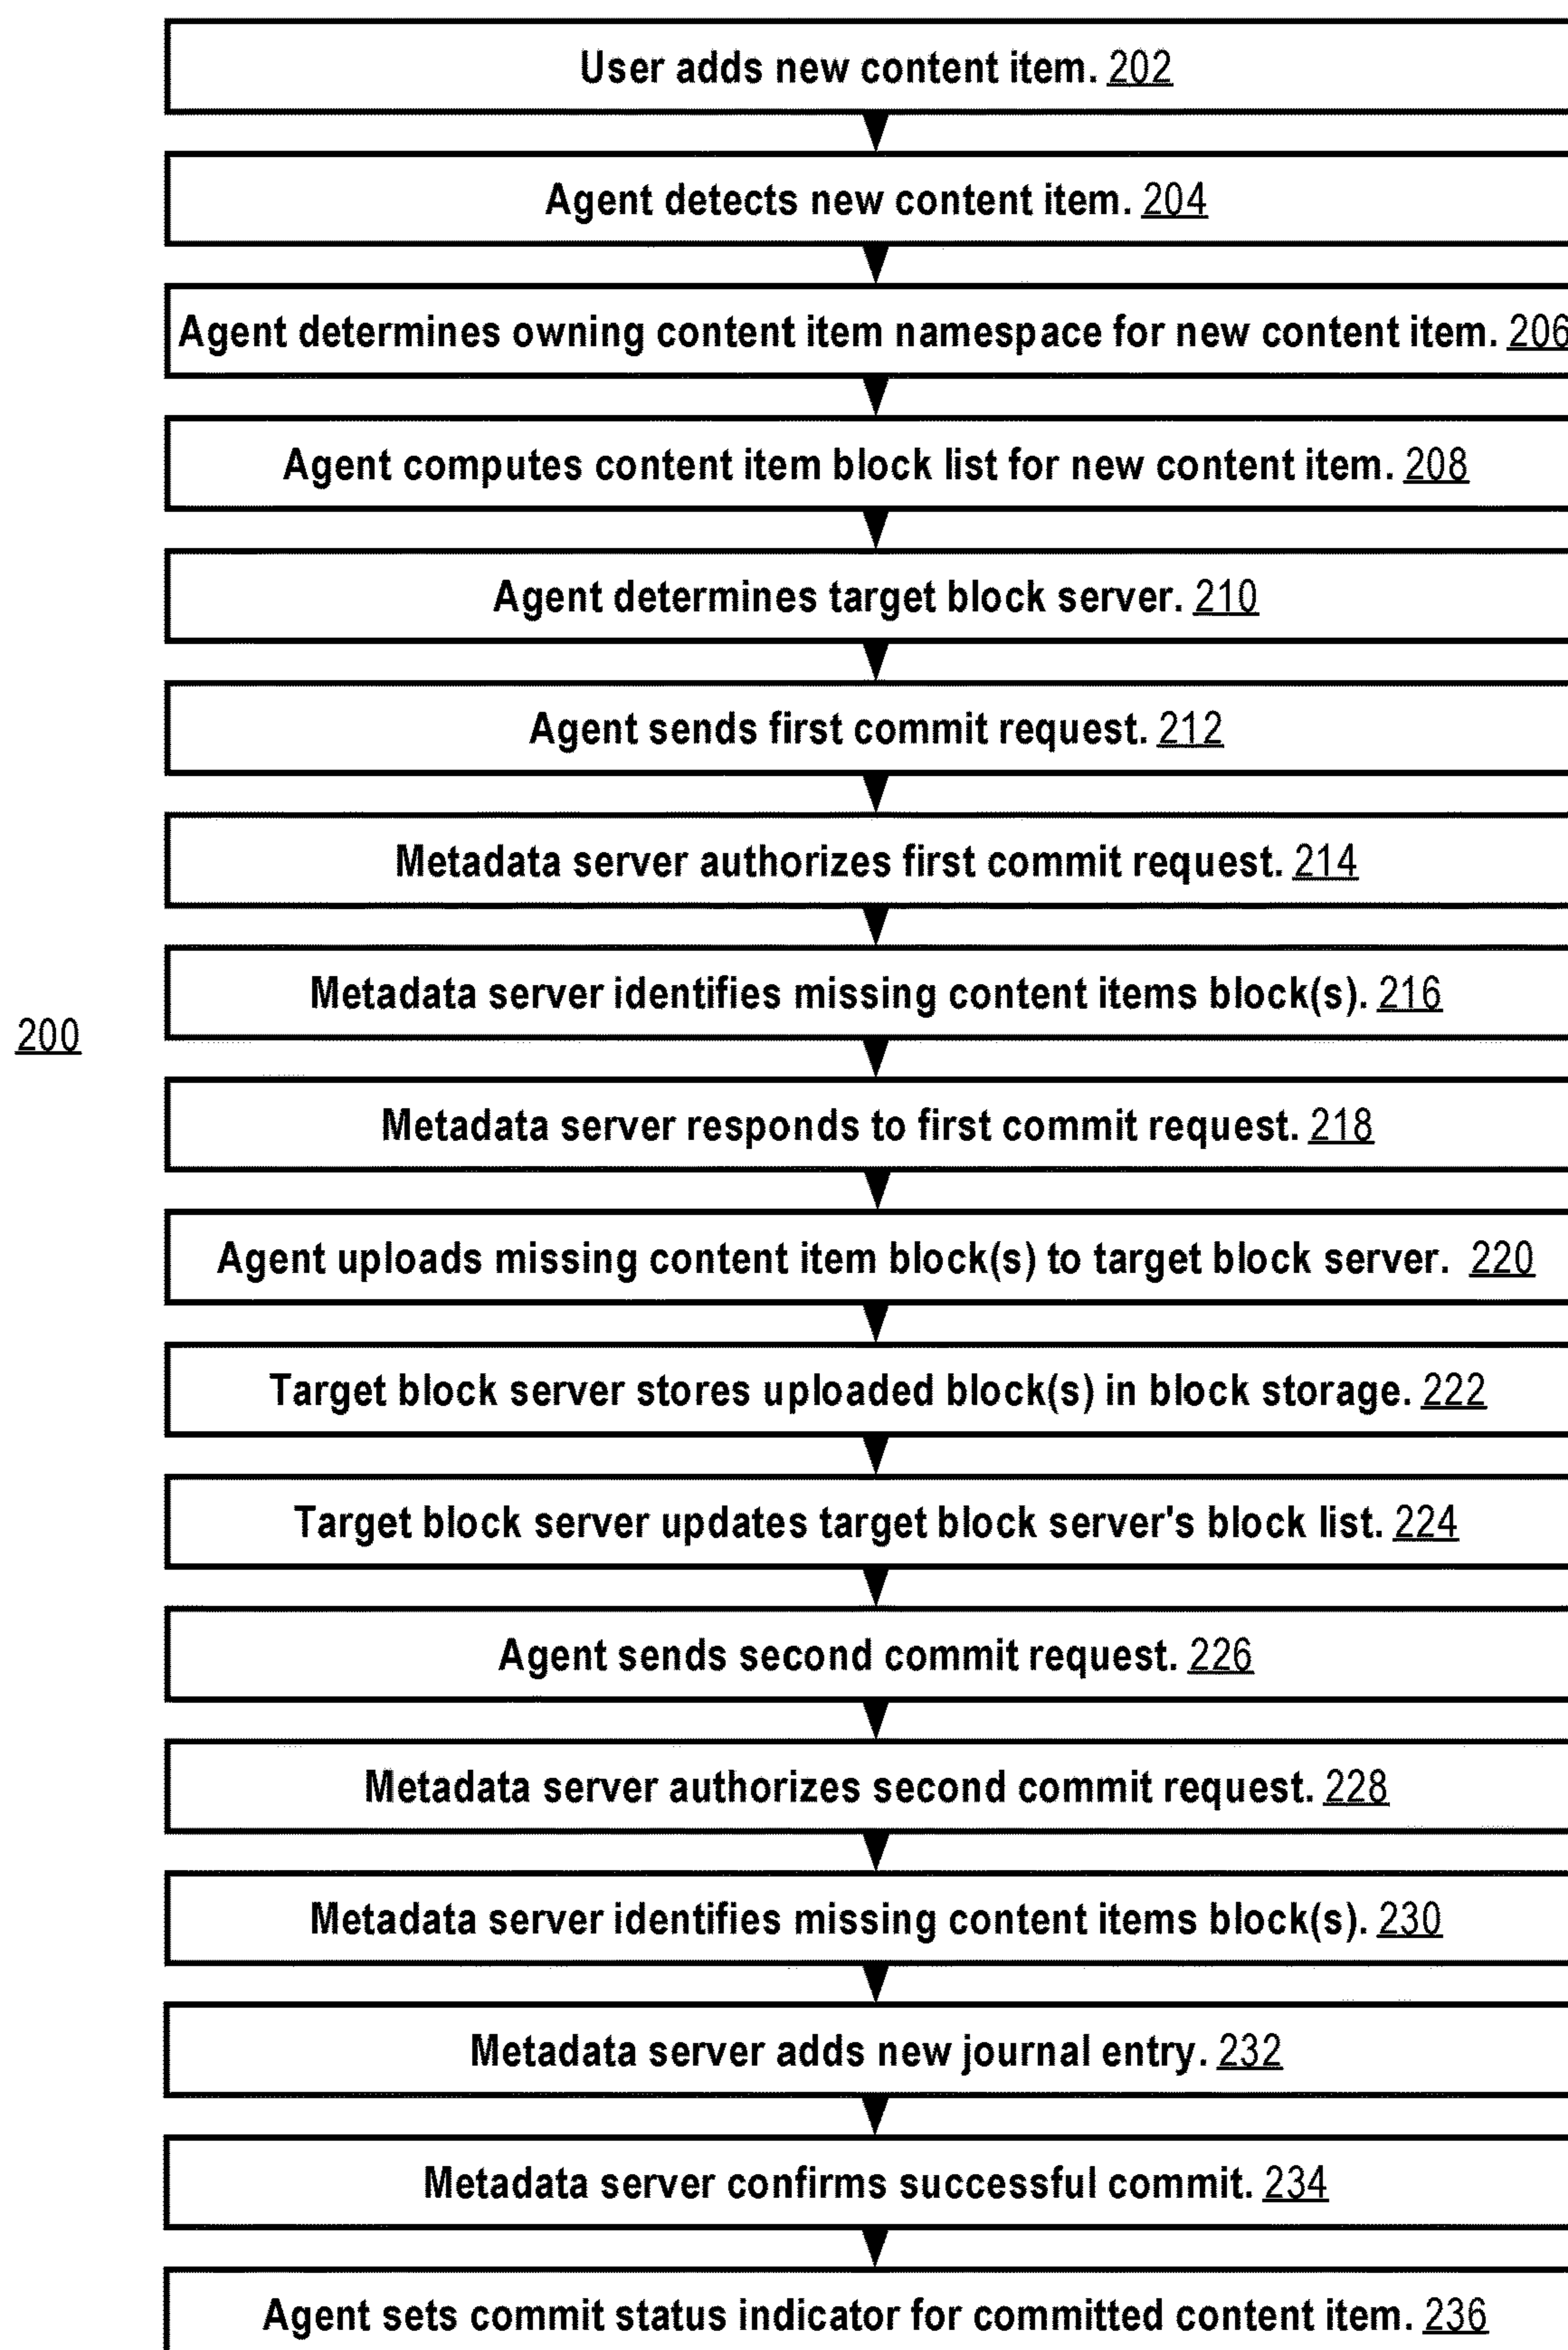 User adds new content item. 202
Agent detects new content item. 204
Agent determines owning content item namespace for new content item. 206
Agent computes content item block list for new content item. 208
Agent determines target block server. 210
Agent sends first commit request. 212
Metadata server authorizes first commit request. 214
Metadata server identifies missing content items block(s). 216
200
Metadata server responds to first commit request. 218
Agent uploads missing content item block(s) to target block server. 220
Target block server stores uploaded block(s) in block storage. 222
Target block server updates target block server's block list. 224
Agent sends second commit request. 226
Metadata server authorizes second commit request. 228
Metadata server identifies missing content items block(s). 230
Metadata server adds new journal entry. 232
Metadata server confirms successful commit. 234
Agent sets commit status indicator for committed content item. 236